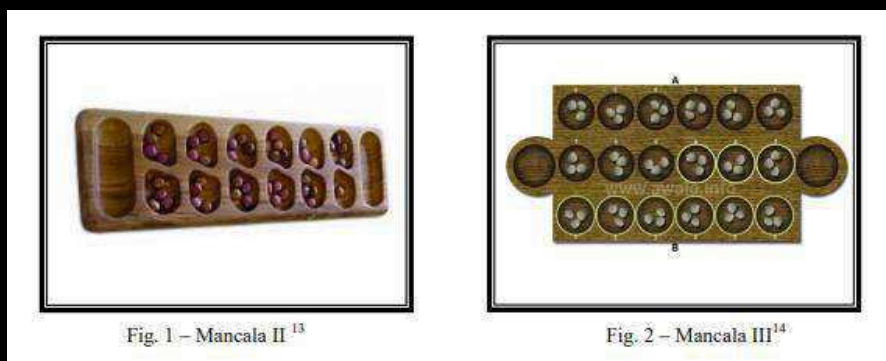 A
www.awale.info
B
Fig. 1 – Mancala II 13
Fig. 2 – Mancala III14